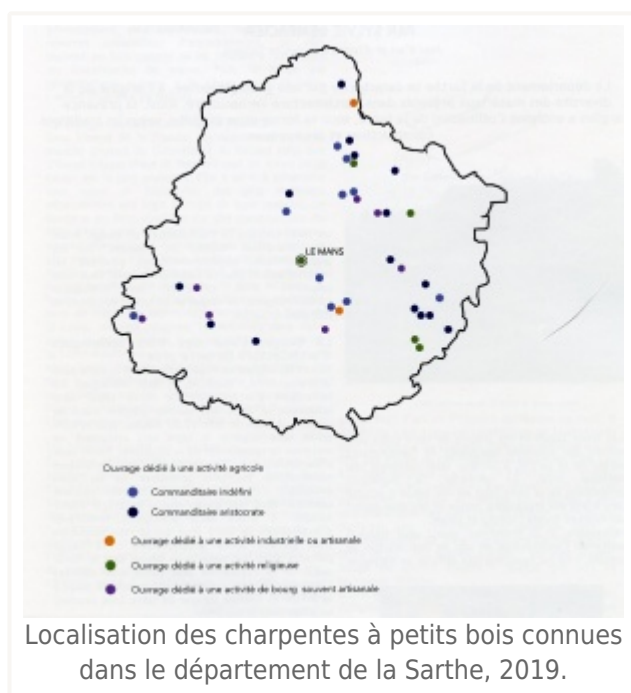 LE MANS
Ouvrage dédié à une activité agricole
Commanditaire indéfini
Commanditaire aristocrate
Ouvrage dédié à une activité industrielle ou artisanale
Ouvrage dédié à une activité religieuse
Ouvrage dédié à une activité de bourg souvent artisanale
Localisation des charpentes à petits bois connues
dans le département de la Sarthe, 2019.